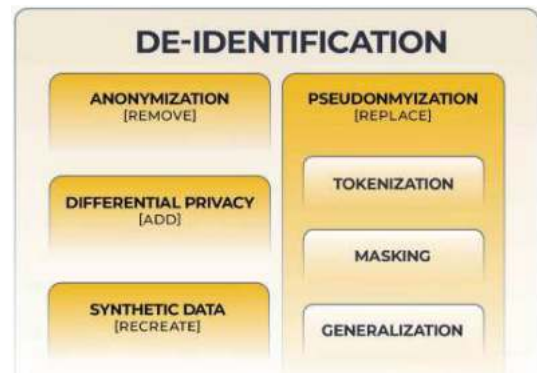 DE-IDENTIFICATION
ANONYMIZATION
[REMOVE]
DIFFERENTIAL PRIVACY
[ADD]
SYNTHETIC DATA
[RECREATE]
PSEUDONMYIZATION
[REPLACE]
TOKENIZATION
MASKING
GENERALIZATION